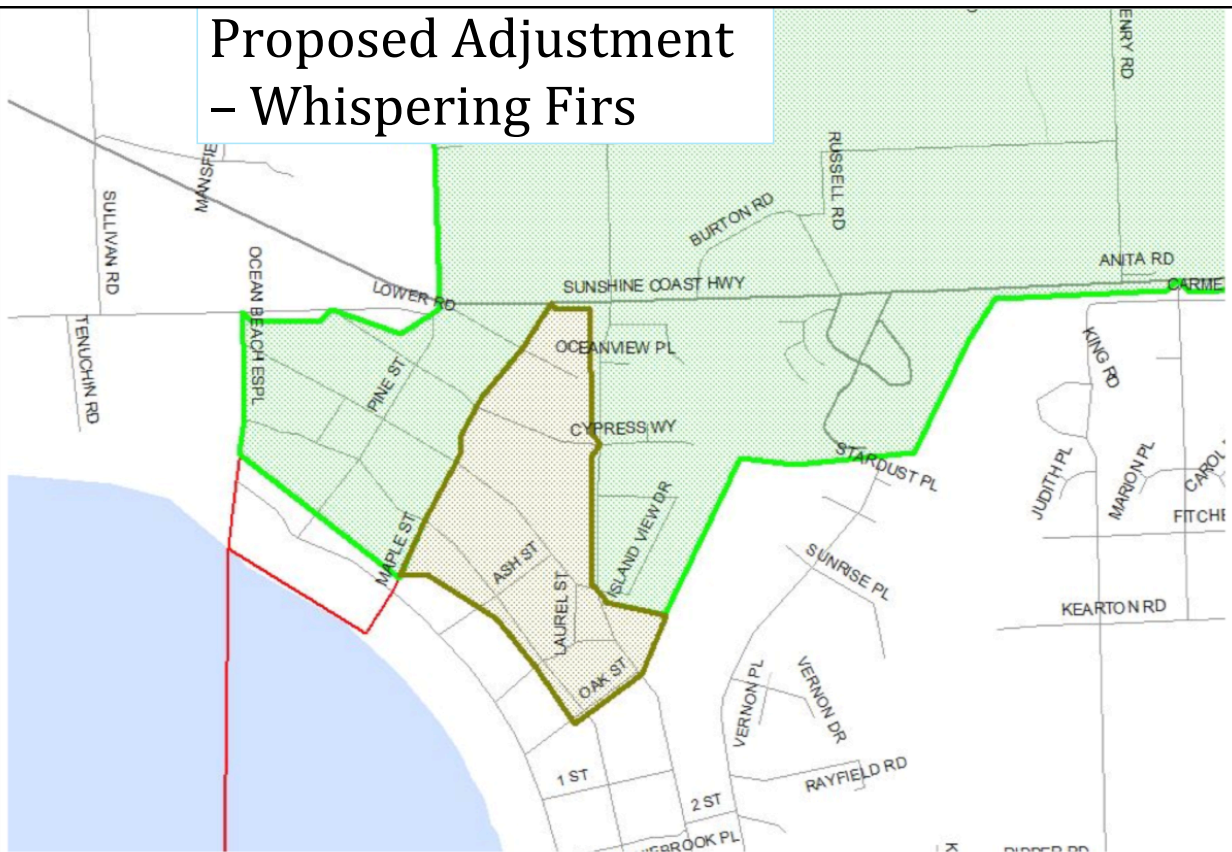 Proposed Adjustment
– Whispering Firs
ENRY RD
MANSFIE
SULLIVAN RD
RUSSELL RD
BURTON RD
OCEAN BEACH ESPL
ANITA RD
LOWER RD
SUNSHINE COAST HWY
CARME
TENUCHIN RD
OCEANVIEW PL
KING RD
PINE ST
CYPRESS WY
STARDUST PL
JUDITH PL
MARION PL
CAROL
FITCHE
ISLAND VIEW DR
MAPLE ST
ASH ST
SUNRISE PL
LAUREL ST
KEARTON RD
OAK ST
VERNON PL
VERNON DR
1 ST
RAYFIELD RD
2 ST